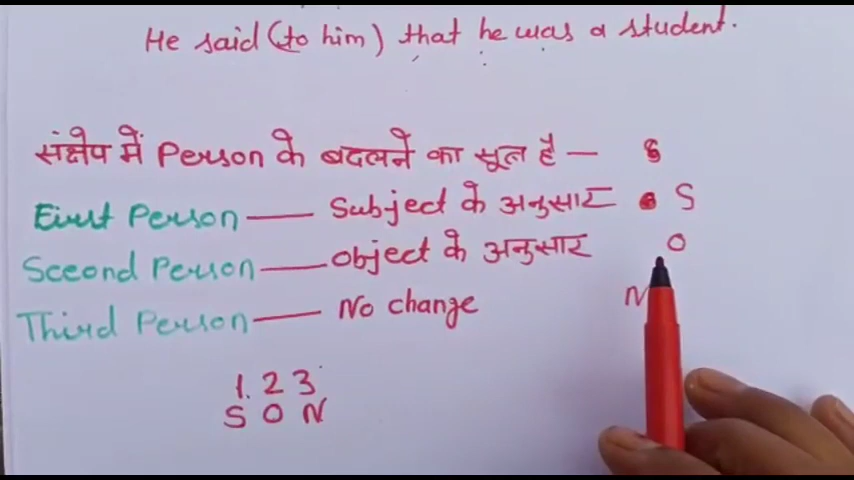 He said (to him) that he was a student.
संक्षेप में Person के बदलने का सूत्र है — S
First Person —— Subject के अनुसार S
Second Person —— object के अनुसार O
Third Person —— No change N
1. 2 3
S O N